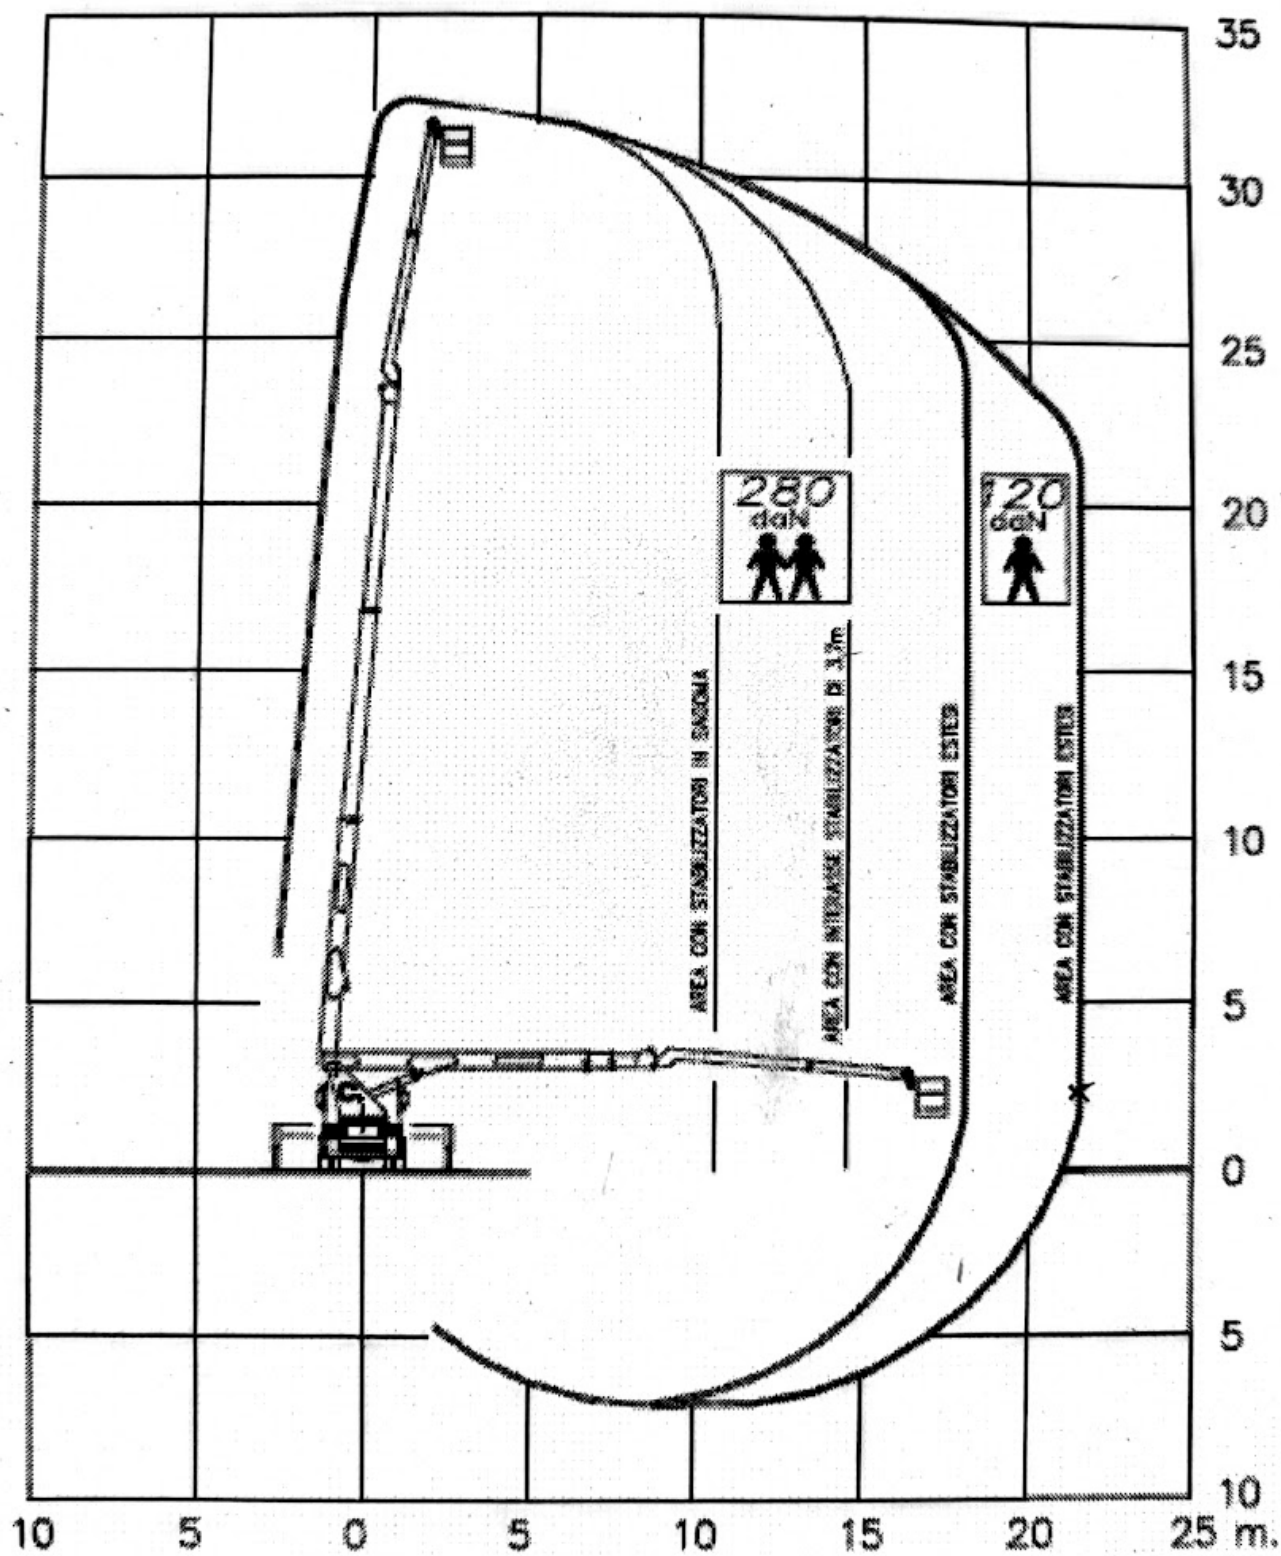 35
30
25
20
15
10
5
0
5
10
280
daN
120
daN
AREA CON STABILIZZATORI IN SAGOMA
AREA CON INTERASSE STABILIZZATORI DI 3,7m
AREA CON STABILIZZATORI ESTESI
AREA CON STABILIZZATORI ESTESI
10 5 0 5 10 15 20 25 m.